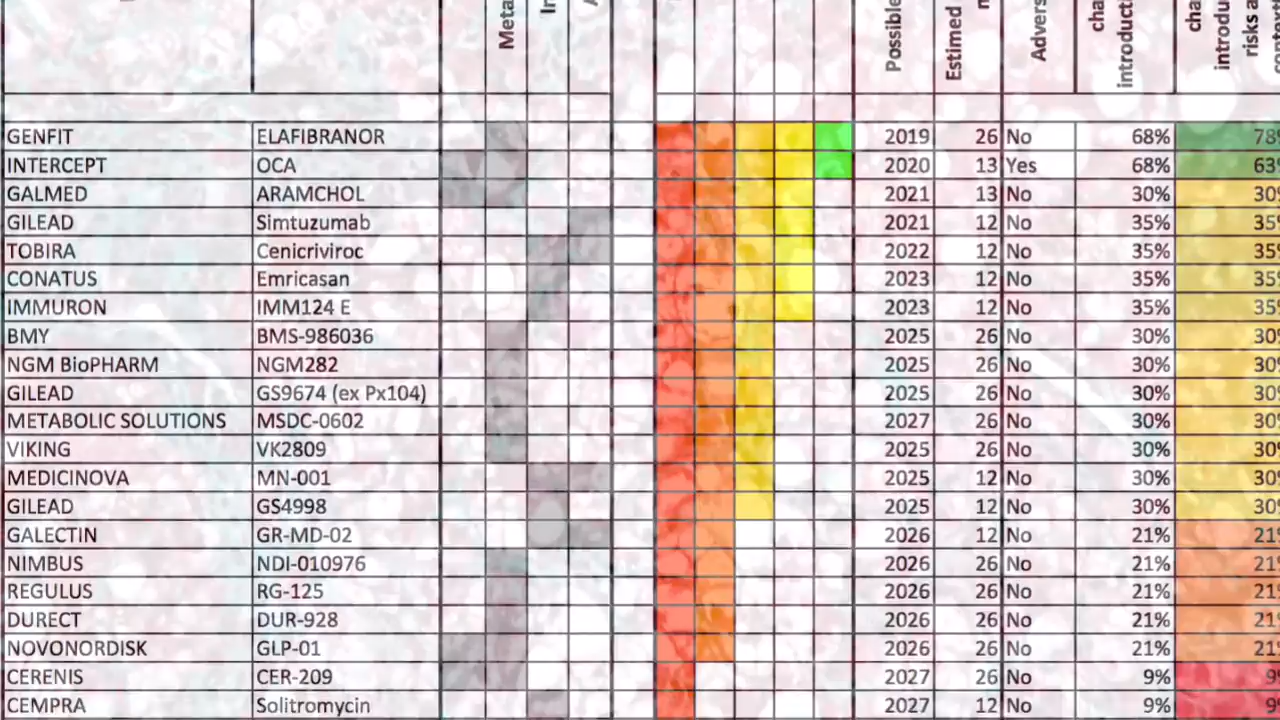 Possible
Estimed
Advers
cha
introducti
cha
introdu
risks a
GENFIT ELAFIBRANOR 2019 26 No 68% 78
INTERCEPT OCA 2020 13 Yes 68% 63
GALMED ARAMCHOL 2021 13 No 30% 30
GILEAD Simtuzumab 2021 12 No 35% 35
TOBIRA Cenicriviroc 2022 12 No 35% 35
CONATUS Emricasan 2023 12 No 35% 35
IMMURON IMM124 E 2023 12 No 35% 35
BMY BMS-986036 2025 26 No 30% 30
NGM BioPHARM NGM282 2025 26 No 30% 30
GILEAD GS9674 (ex Px104) 2025 26 No 30% 30
METABOLIC SOLUTIONS MSDC-0602 2027 26 No 30% 30
VIKING VK2809 2025 26 No 30% 30
MEDICINOVA MN-001 2025 12 No 30% 30
GILEAD GS4998 2025 12 No 30% 30
GALECTIN GR-MD-02 2026 12 No 21% 21
NIMBUS NDI-010976 2026 26 No 21% 21
REGULUS RG-125 2026 26 No 21% 21
DURECT DUR-928 2026 26 No 21% 21
NOVONORDISK GLP-01 2026 26 No 21% 21
CERENIS CER-209 2027 26 No 9% 9
CEMPRA Solitromycin 2027 12 No 9% 9